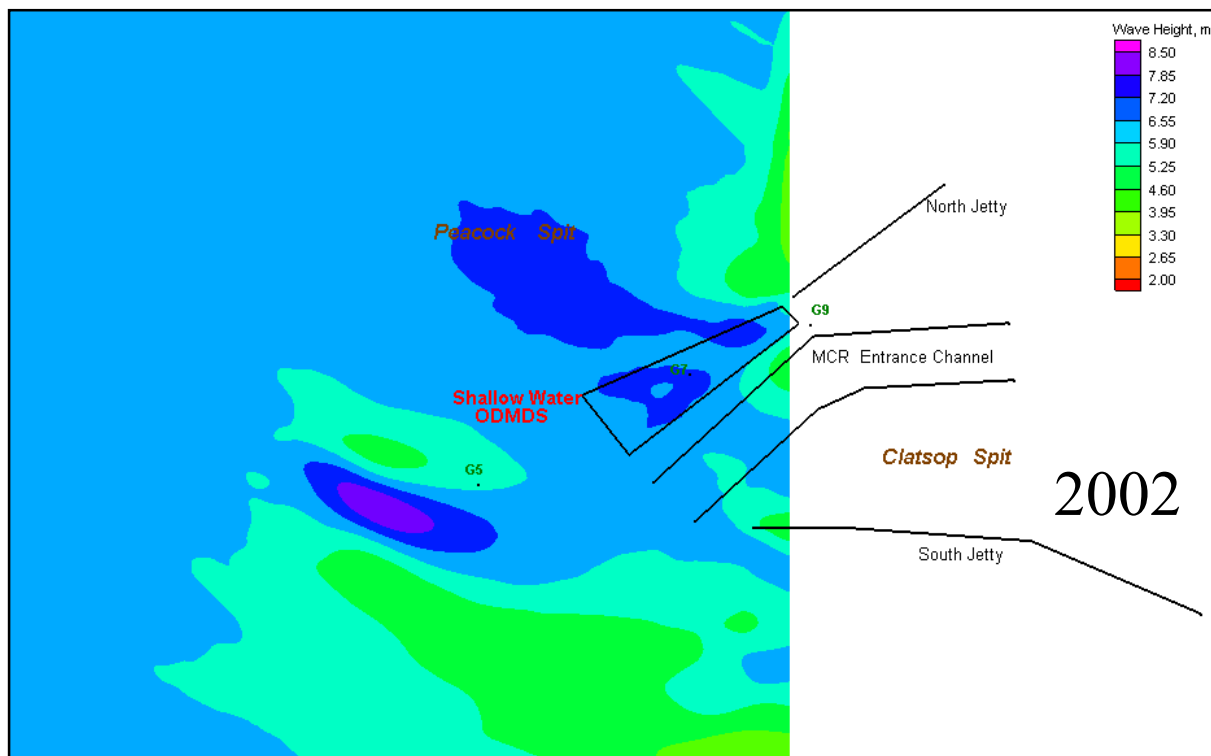 Wave Height, m
8.50
7.85
7.20
6.55
5.90
5.25
4.60
3.95
3.30
2.65
2.00
North Jetty
Peacock Spit
G9
MCR Entrance Channel
G7
Shallow Water
ODMDS
Clatsop Spit
G5
2002
South Jetty